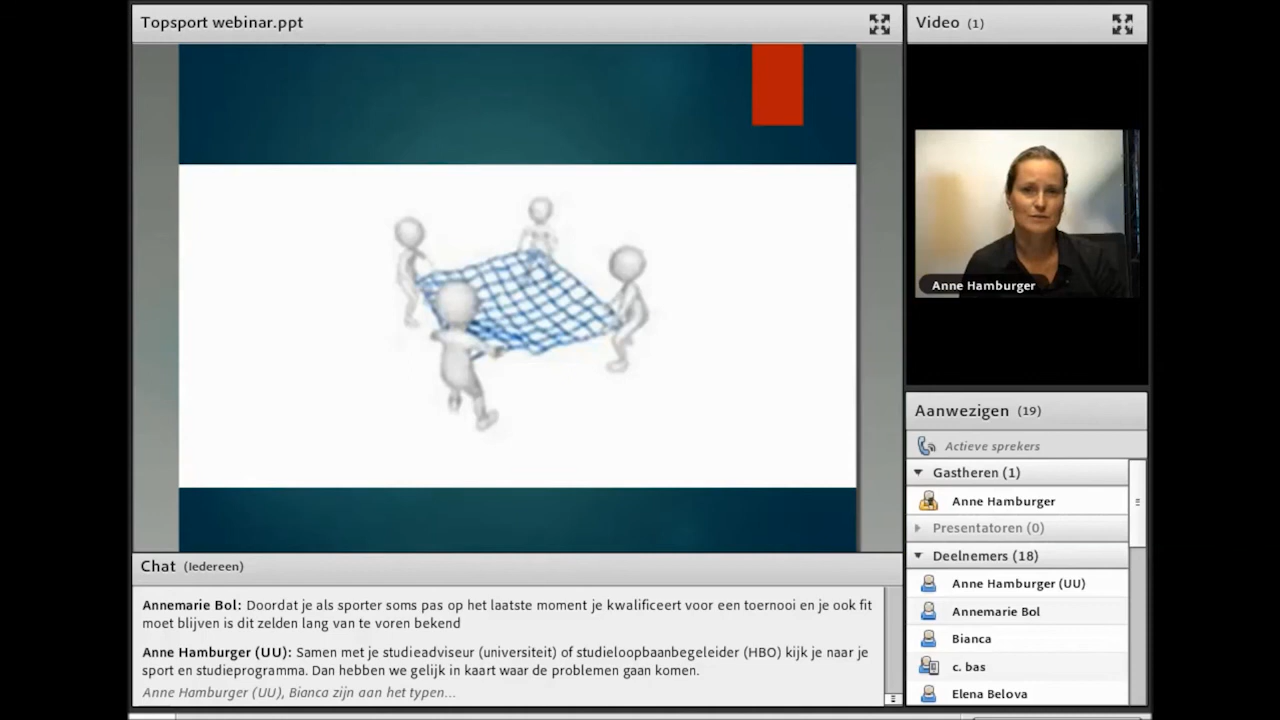 Topsport webinar.ppt
Video (1)
Anne Hamburger
Aanwezigen (19)
Actieve sprekers
Gastheren (1)
Anne Hamburger
Presentatoren (0)
Deelnemers (18)
Anne Hamburger (UU)
Annemarie Bol
Bianca
c. bas
Elena Belova
Chat (Iedereen)
Annemarie Bol: Doordat je als sporter soms pas op het laatste moment je kwalificeert voor een toernooi en je ook fit
moet blijven is dit zelden lang van te voren bekend
Anne Hamburger (UU): Samen met je studieadviseur (universiteit) of studieloopbaanbegeleider (HBO) kijk je naar je
sport en studieprogramma. Dan hebben we gelijk in kaart waar de problemen gaan komen.
Anne Hamburger (UU), Bianca zijn aan het typen...